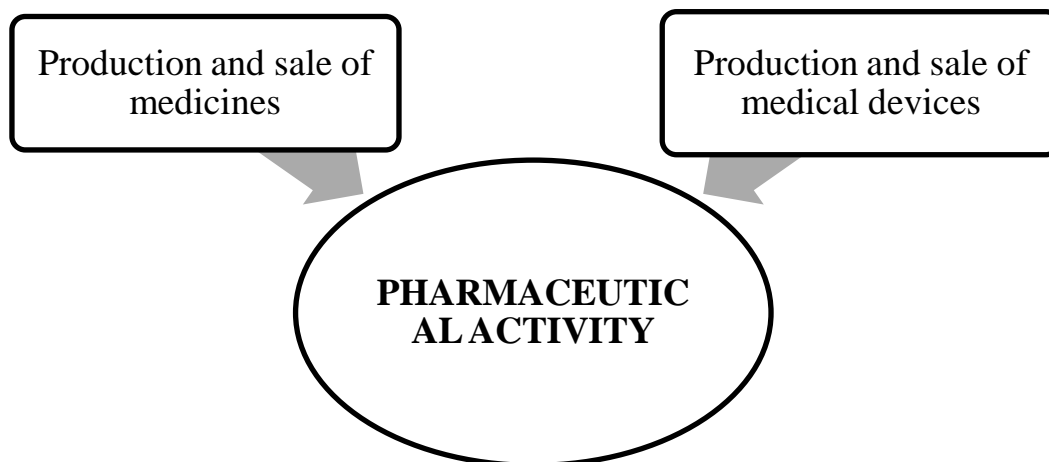 Production and sale of
medicines
Production and sale of
medical devices
PHARMACEUTIC
AL ACTIVITY